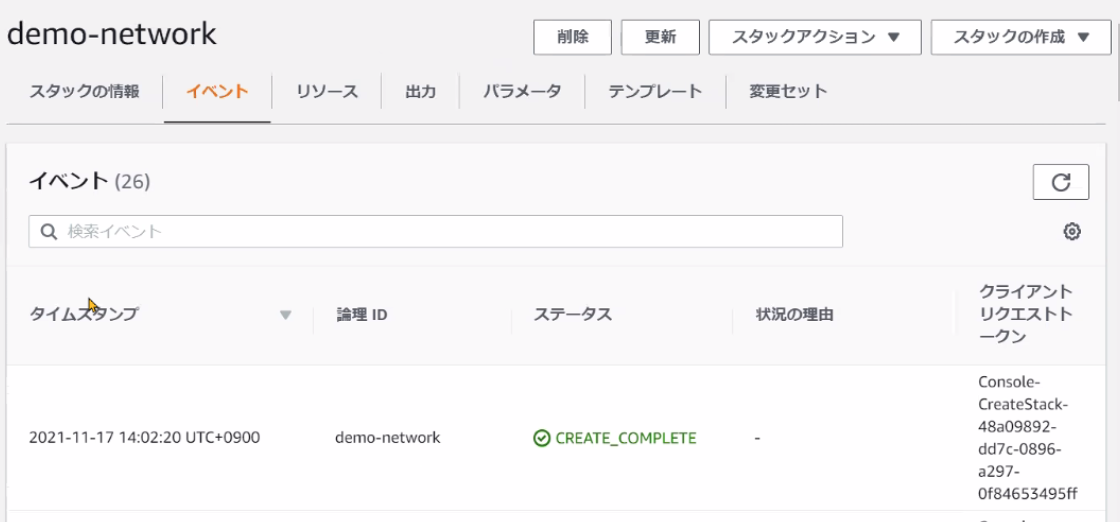 demo-network
削除 更新 スタックアクション ▼ スタックの作成 ▼
スタックの情報 イベント リソース 出力 パラメータ テンプレート 変更セット
イベント (26)
検索イベント
タイムスタンプ ▼ 論理 ID ステータス 状況の理由 クライアント
リクエストト
ークン
2021-11-17 14:02:20 UTC+0900 demo-network CREATE_COMPLETE - Console-
CreateStack-
48a09892-
dd7c-0896-
a297-
0f84653495ff